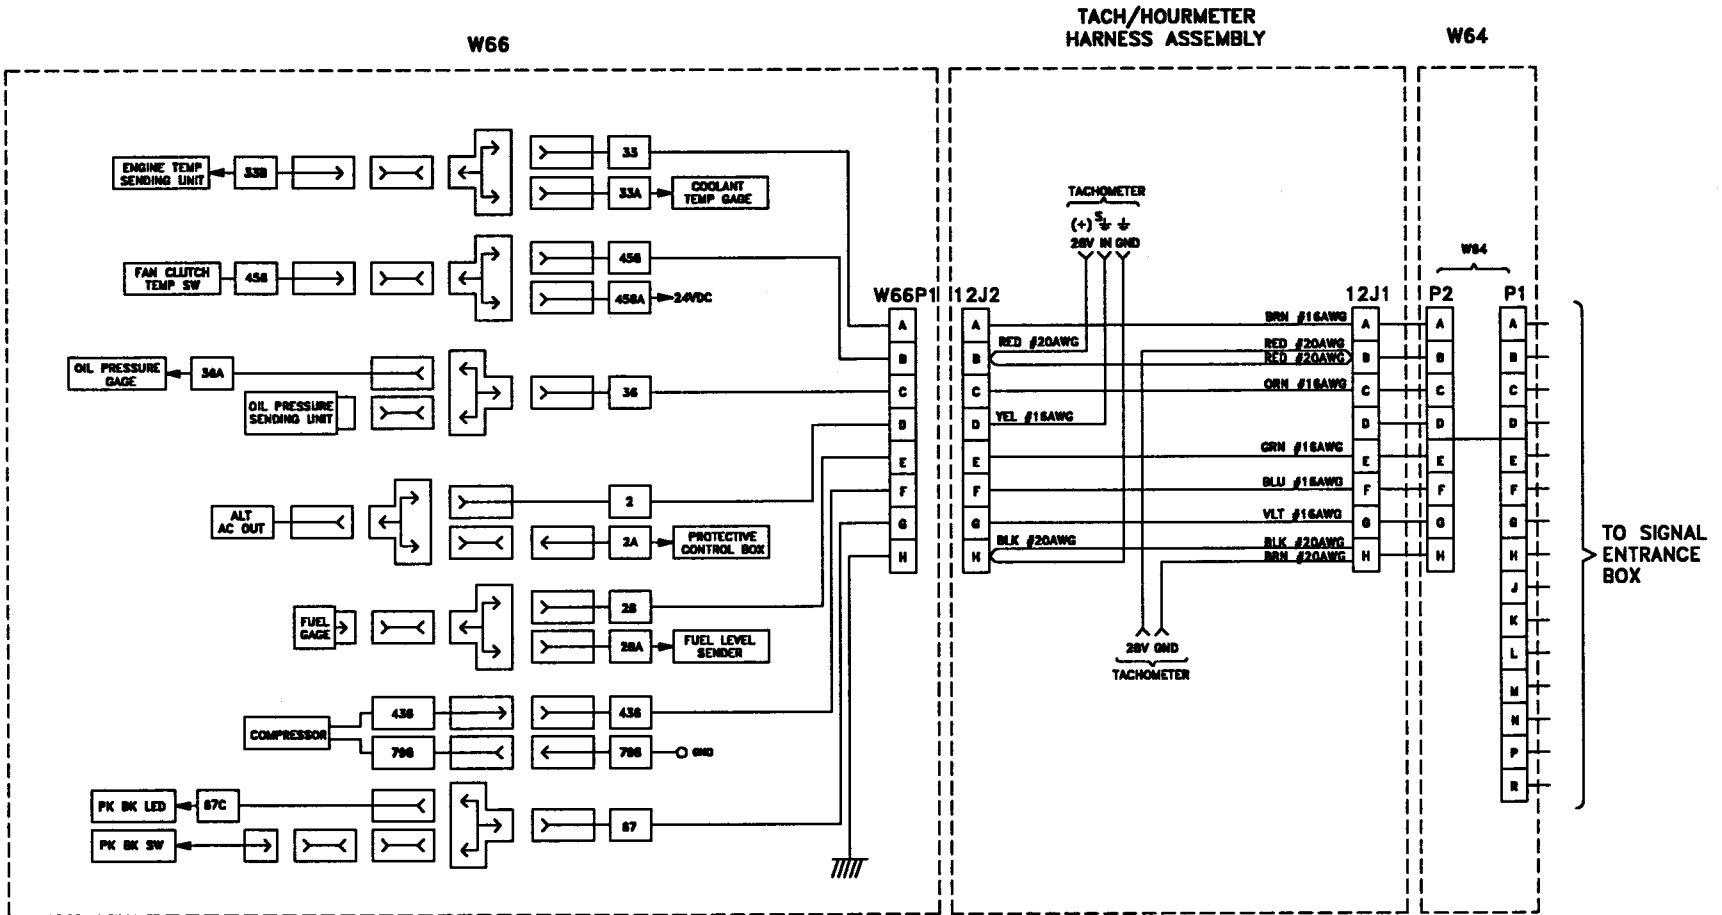 W66
TACH/HOURMETER
HARNESS ASSEMBLY
W64
ENGINE TEMP
SENDING UNIT
33B
33
33A
COOLANT
TEMP GAGE
FAN CLUTCH
TEMP SW
456
456
456A
24VDC
OIL PRESSURE
GAGE
36A
OIL PRESSURE
SENDING UNIT
36
ALT
AC OUT
2
2A
PROTECTIVE
CONTROL BOX
FUEL
GAGE
28
28A
FUEL LEVEL
SENDER
COMPRESSOR
436
436
GND
PK BK LED
67C
PK BK SW
67
W66P1
A
B
C
D
E
F
G
H
12J2
A
B
C
D
E
F
G
H
TACHOMETER
(+) S
28V IN GND
RED #20AWG
YEL #16AWG
BLK #20AWG
BRN #16AWG
RED #20AWG
RED #20AWG
ORN #16AWG
GRN #16AWG
BLU #16AWG
VLT #16AWG
BLK #20AWG
BRN #20AWG
28V GND
TACHOMETER
12J1
A
B
C
D
E
F
G
H
W64
P2
A
B
C
D
E
F
G
H
P1
A
B
C
D
E
F
G
H
J
K
L
M
N
P
R
TO SIGNAL
ENTRANCE
BOX